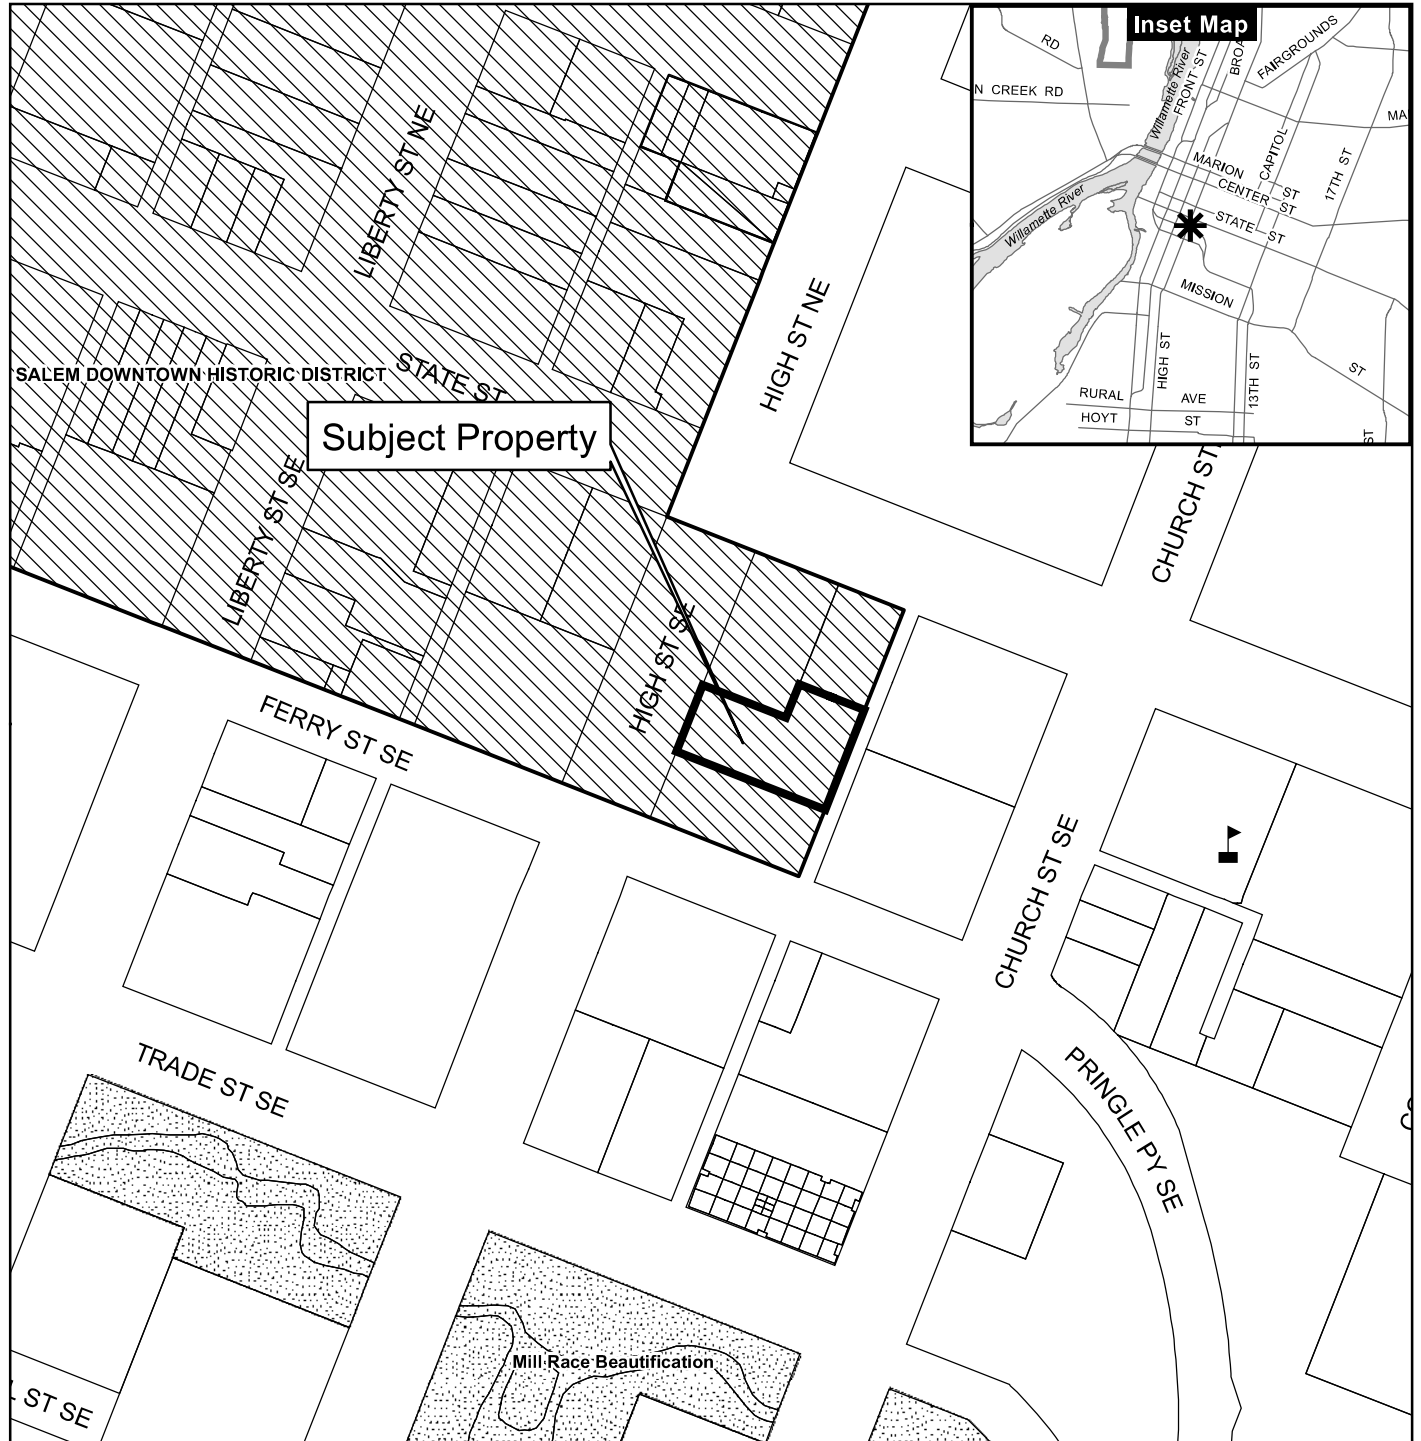 Inset Map
RD
BROA
FAIRGROUNDS
N CREEK RD
Willamette River
FRONT ST
MA
MARION ST
CENTER ST
CAPITOL
17TH ST
Willamette River
STATE ST
MISSION
ST
HIGH ST
13TH ST
RURAL AVE
HOYT ST
ST
LIBERTY ST NE
HIGH ST NE
STATE ST
SALEM DOWNTOWN HISTORIC DISTRICT
Subject Property
LIBERTY ST SE
CHURCH ST
HIGH ST SE
FERRY ST SE
CHURCH ST SE
TRADE ST SE
PRINGLE PY SE
Mill Race Beautification
ST SE